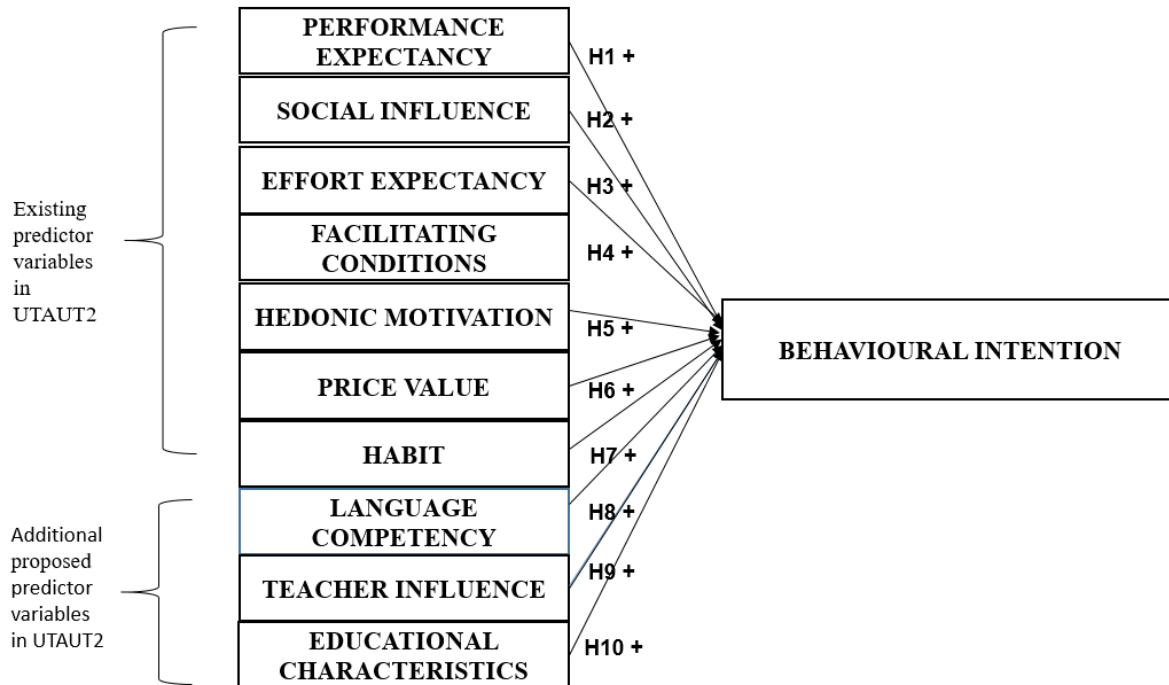 PERFORMANCE
EXPECTANCY
H1 +
SOCIAL INFLUENCE
H2 +
EFFORT EXPECTANCY
H3 +
Existing
predictor
variables
in
UTAUT2
FACILITATING
CONDITIONS
H4 +
HEDONIC MOTIVATION
H5 +
BEHAVIOURAL INTENTION
PRICE VALUE
H6 +
HABIT
H7 +
LANGUAGE
COMPETENCY
H8 +
Additional
proposed
predictor
variables
in UTAUT2
TEACHER INFLUENCE
H9 +
EDUCATIONAL
CHARACTERISTICS
H10 +